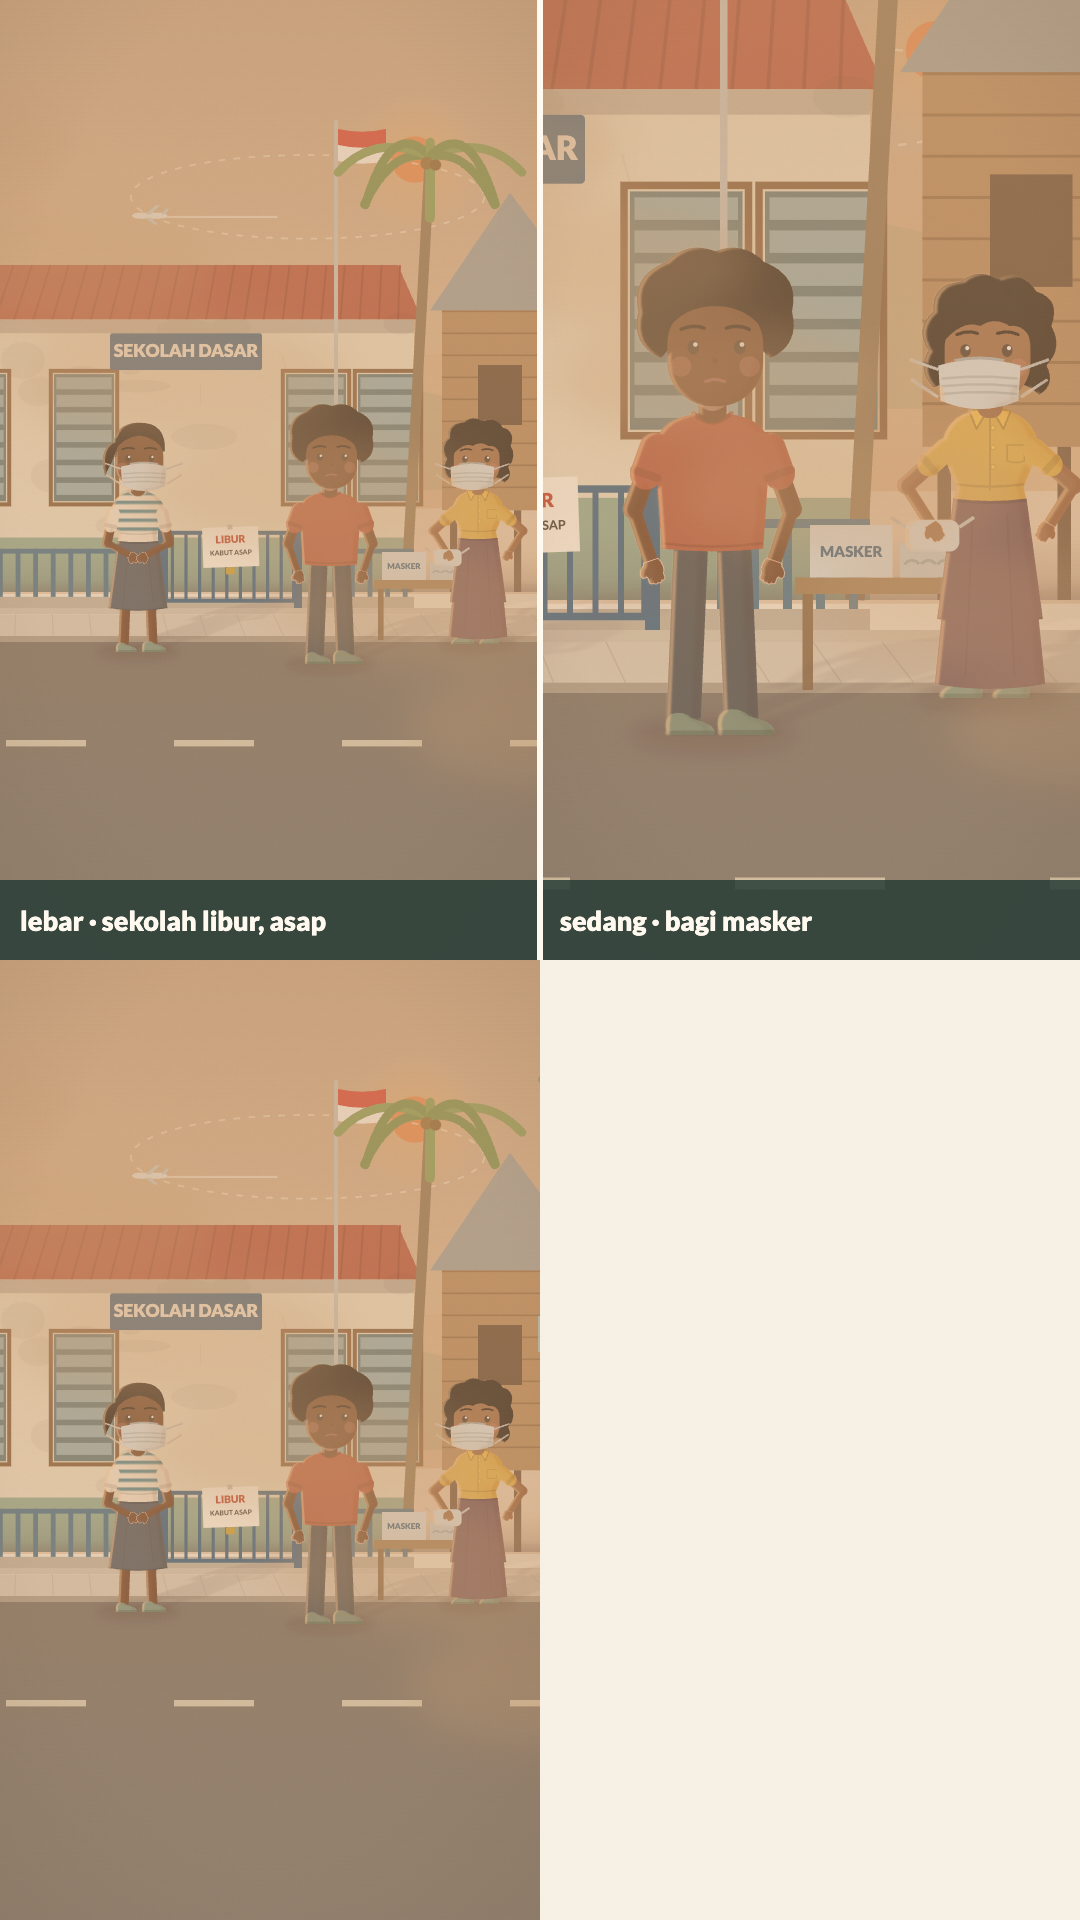 SEKOLAH DASAR
LIBUR
KABUT ASAP
MASKER
lebar · sekolah libur, asap
AR
R
SAP
MASKER
sedang · bagi masker
SEKOLAH DASAR
LIBUR
KABUT ASAP
MASKER